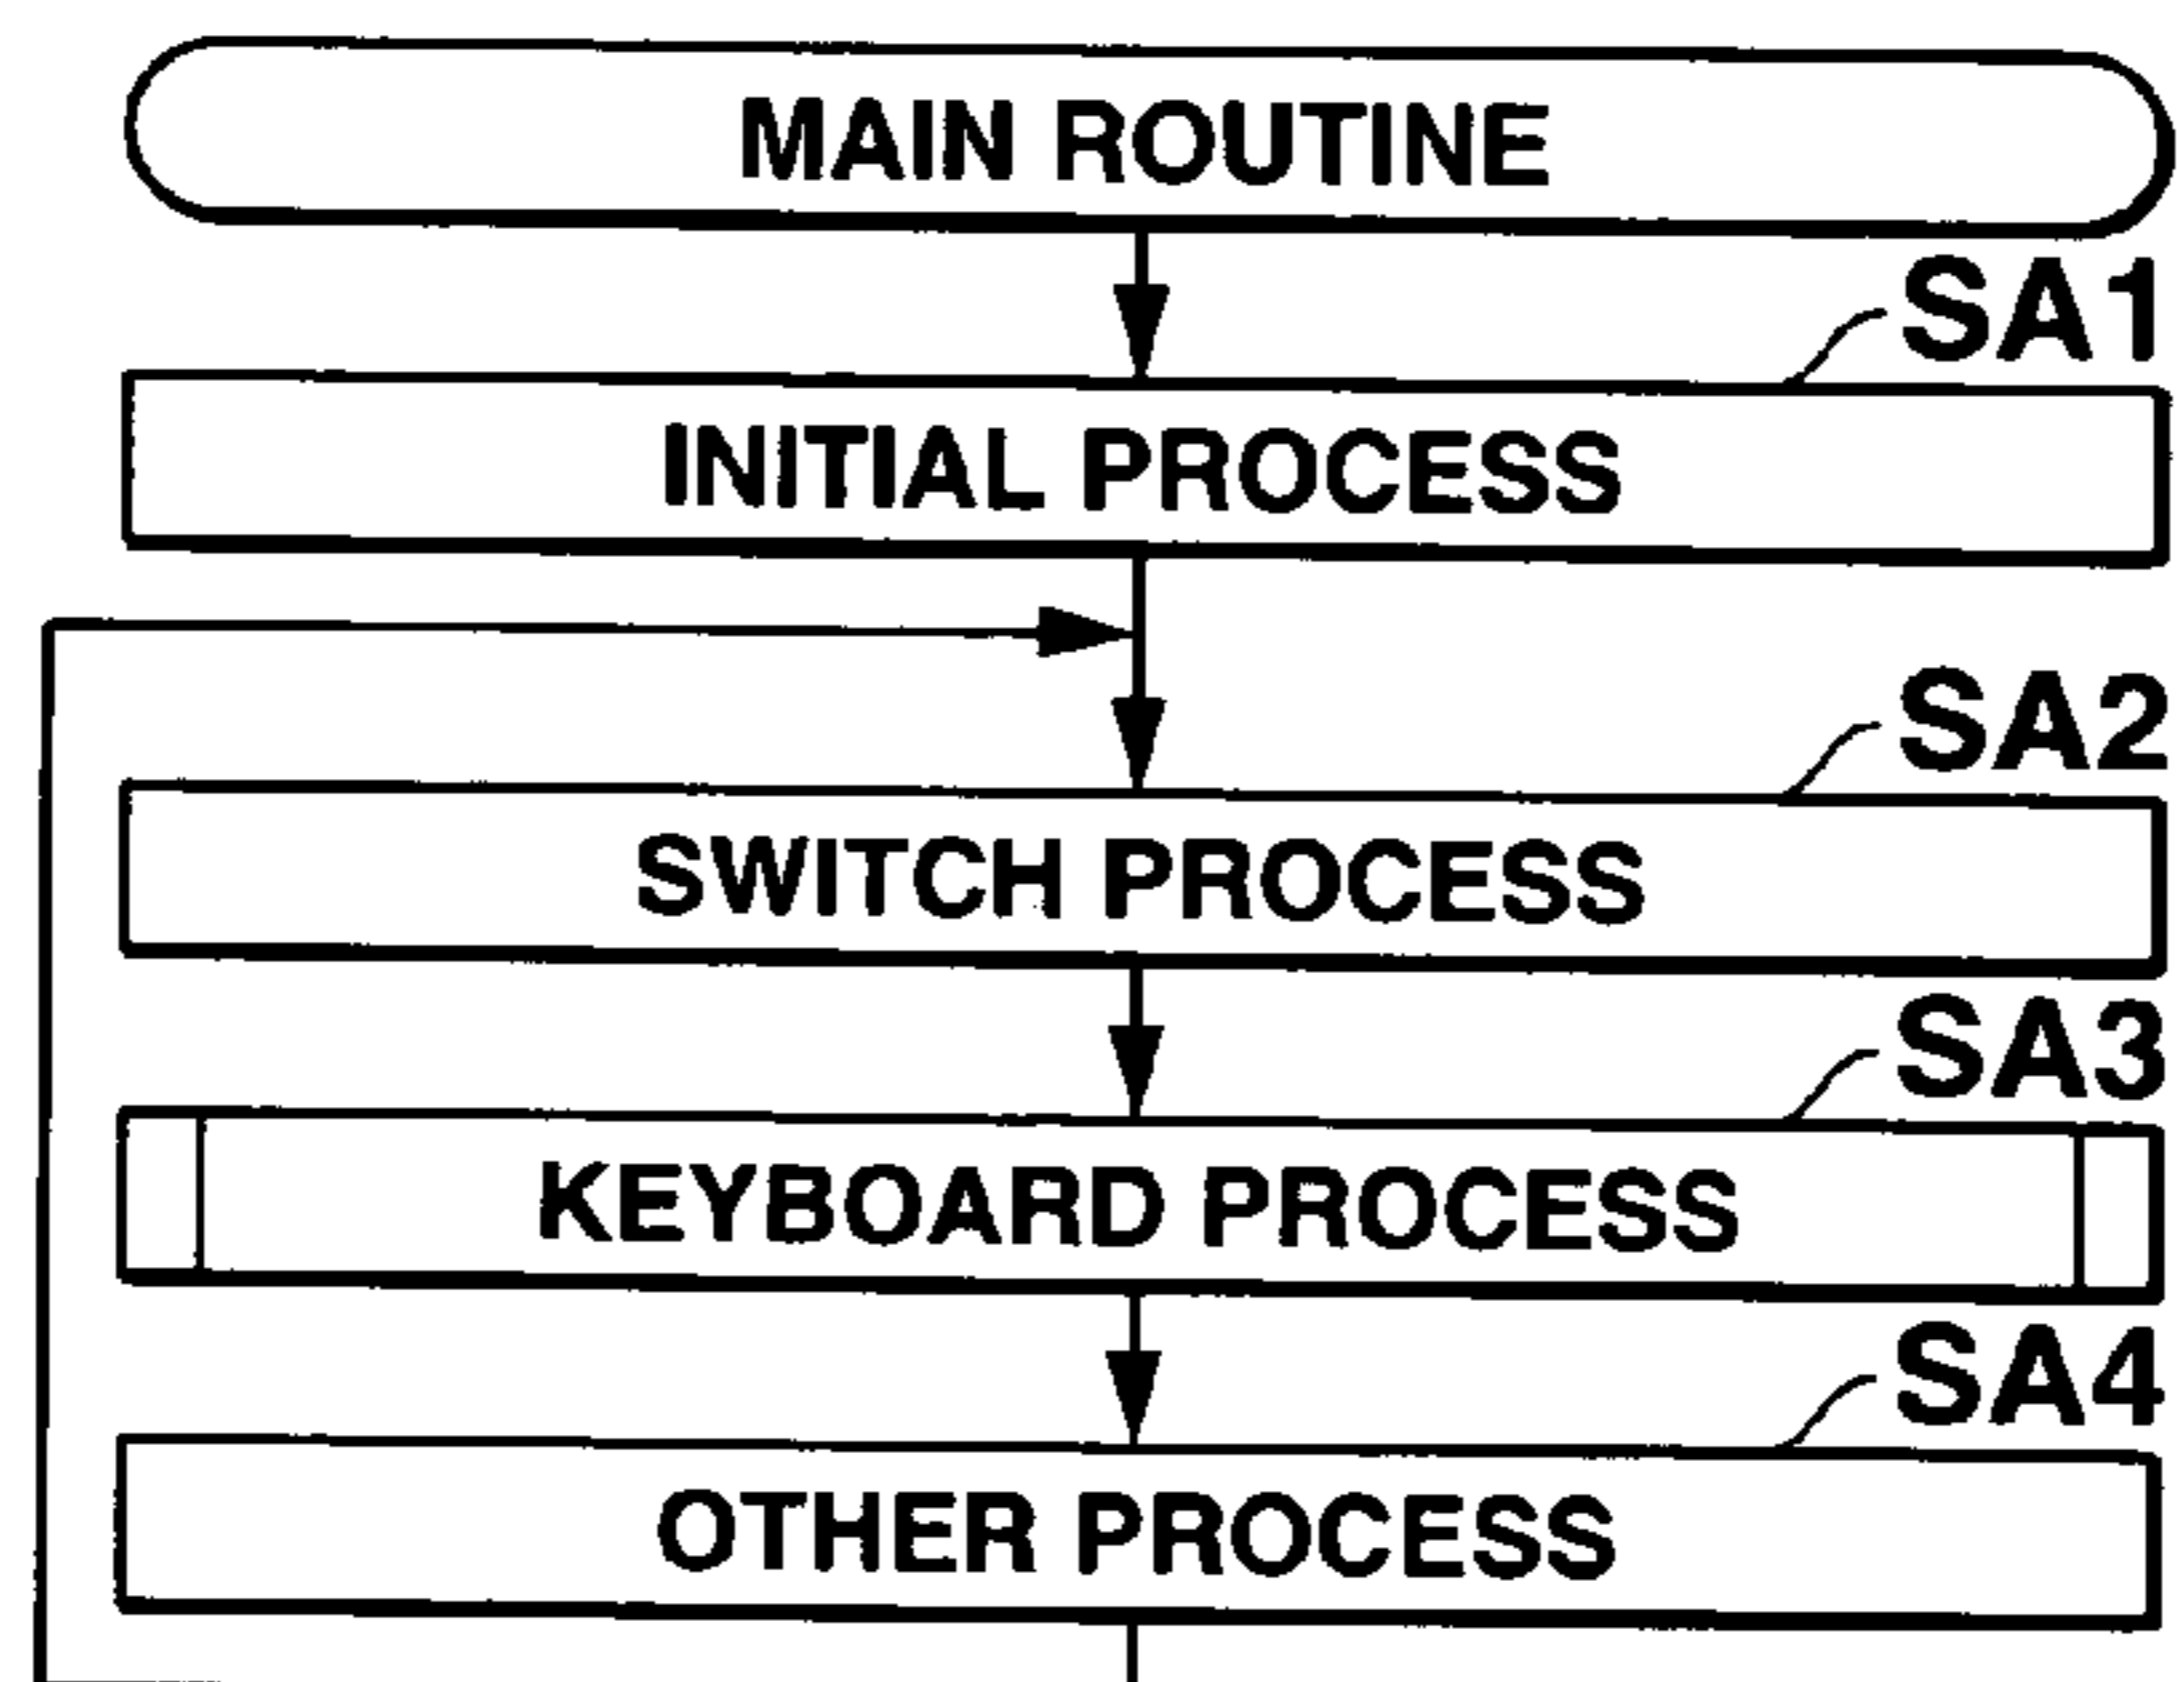 MAIN ROUTINE
SA1
INITIAL PROCESS
SA2
SWITCH PROCESS
SA3
KEYBOARD PROCESS
SA4
OTHER PROCESS